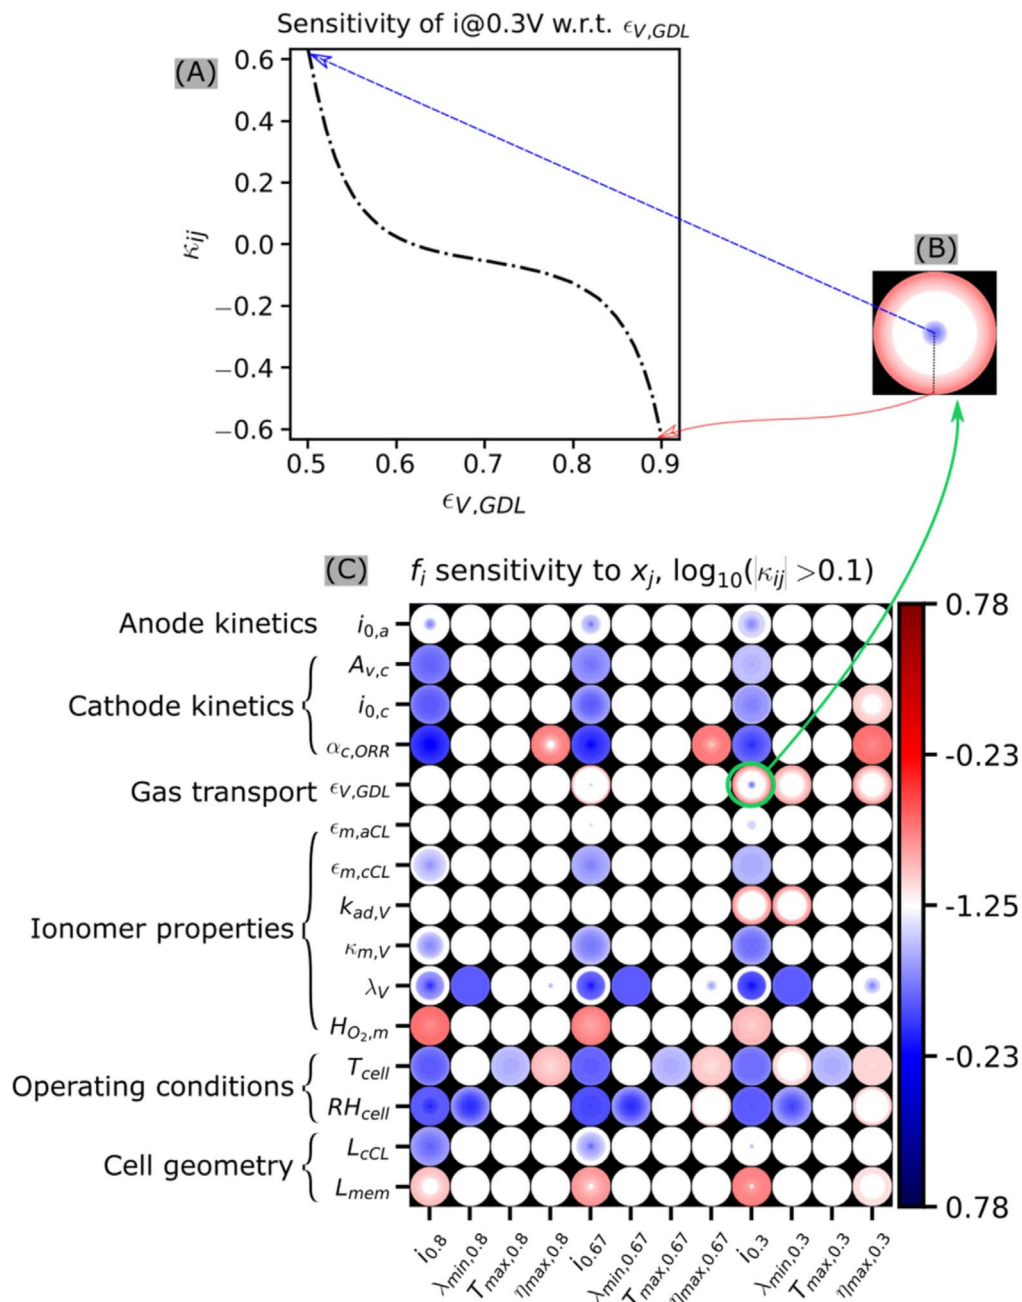 Sensitivity of i@0.3V w.r.t. ϵV,GDL
(A)
0.6
0.4
0.2
0.0
−0.2
−0.4
−0.6
κij
0.5 0.6 0.7 0.8 0.9
ϵV,GDL
(B)
(C) fi sensitivity to xj, log10(|κij| >0.1)
Anode kinetics
Cathode kinetics
Gas transport
Ionomer properties
Operating conditions
Cell geometry
i0,a
Av,c
i0,c
αc,ORR
ϵV,GDL
ϵm,aCL
ϵm,cCL
kad,V
κm,V
λV
HO2,m
Tcell
RHcell
LcCL
Lmem
0.78
-0.23
-1.25
-0.23
0.78
i0.8
λmin,0.8
Tmax,0.8
ηmax,0.8
i0.67
λmin,0.67
Tmax,0.67
ηmax,0.67
i0.3
λmin,0.3
Tmax,0.3
ηmax,0.3